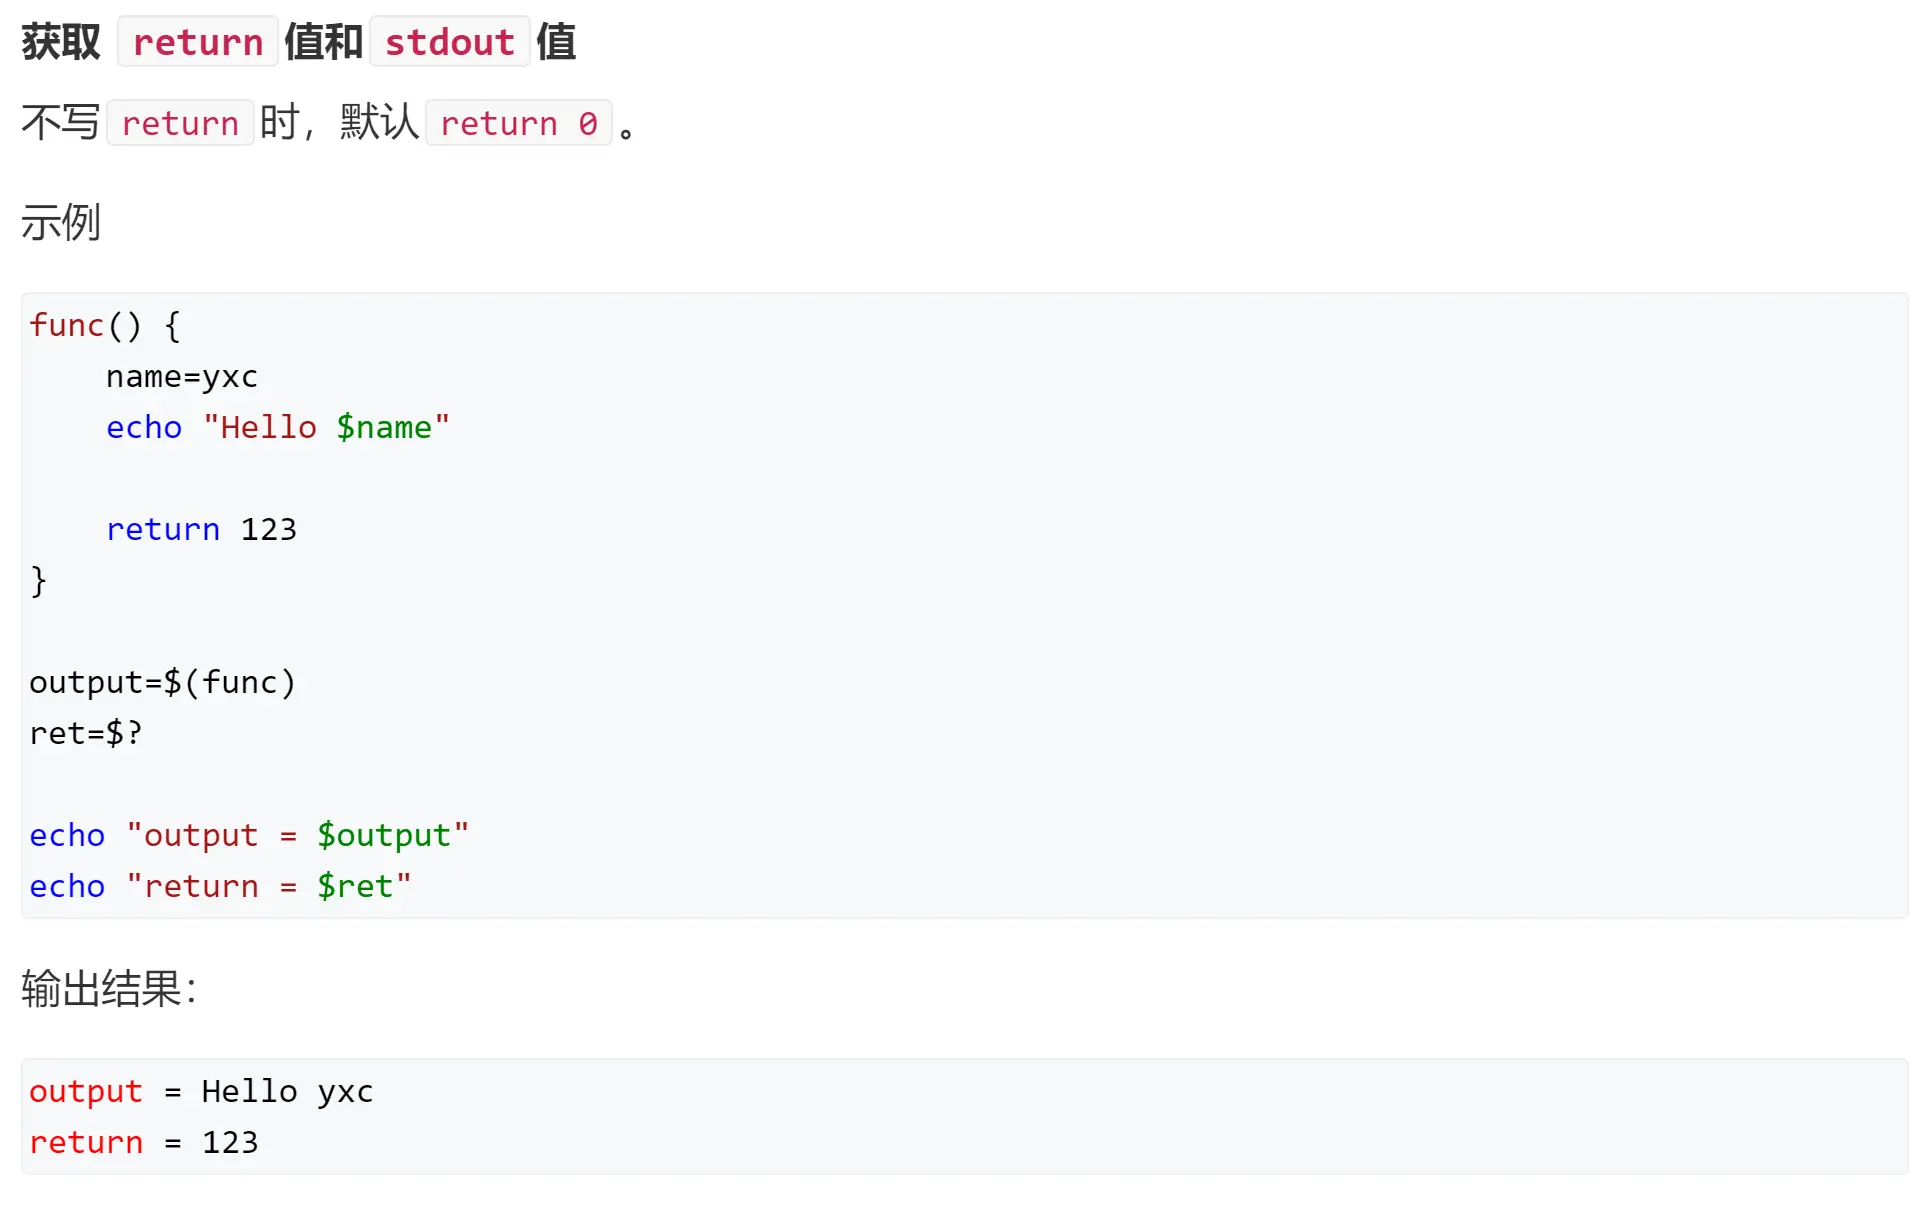 获取 return 值和 stdout 值
不写 return 时，默认 return 0 。
示例
func() {
    name=yxc
    echo "Hello $name"

    return 123
}

output=$(func)
ret=$?

echo "output = $output"
echo "return = $ret"
输出结果：
output = Hello yxc
return = 123